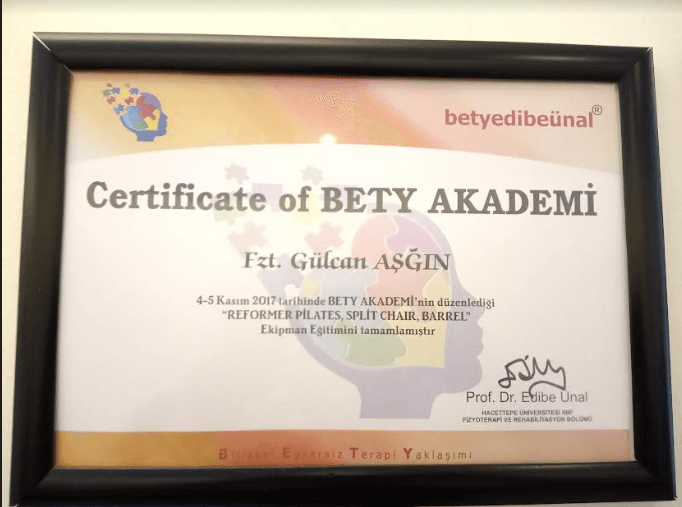 betyedibeünal®
Certificate of BETY AKADEMİ
Fzt. Gülcan AŞĞIN
4-5 Kasım 2017 tarihinde BETY AKADEMİ'nin düzenlediği
"REFORMER PİLATES, SPLİT CHAIR, BARREL"
Ekipman Eğitimini tamamlamıştır
Prof. Dr. Edibe Ünal
HACETTEPE ÜNİVERSİTESİ SBF
FİZYOTERAPİ VE REHABİLİTASYON BÖLÜMÜ
Bilişsel Egzersiz Terapi Yaklaşımı